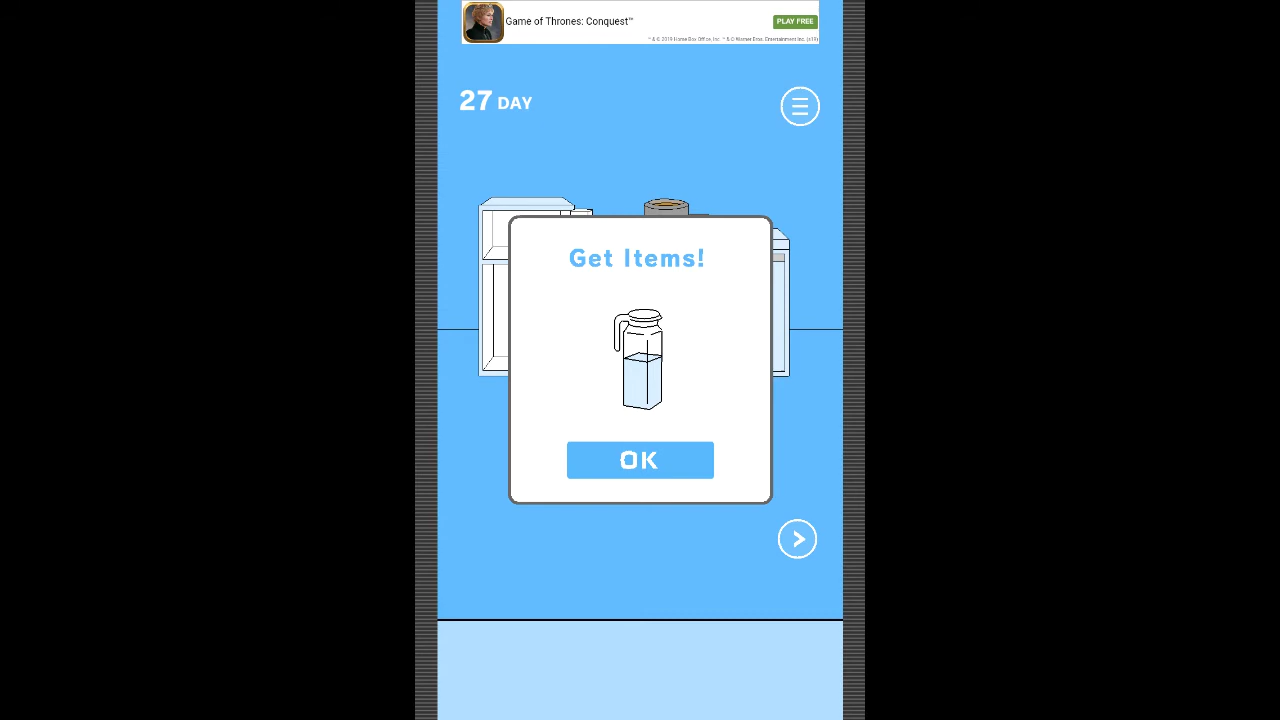 Game of Thrones: Conquest™
PLAY FREE
27 DAY
Get Items!
OK